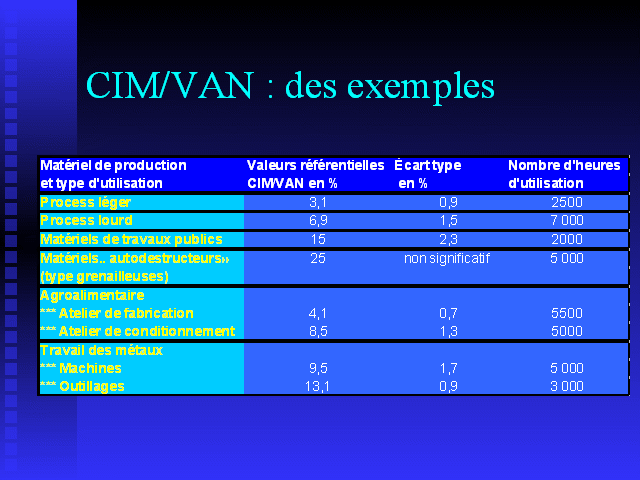 CIM/VAN : des exemples
Matériel de production Valeurs référentielles Écart type Nombre d'heures
et type d'utilisation CIM/VAN en % en % d'utilisation
Process léger 3,1 0,9 2500
Process lourd 6,9 1,5 7 000
Matériels de travaux publics 15 2,3 2000
Matériels.. autodestructeurs» 25 non significatif 5 000
(type grenailleuses)
Agroalimentaire
*** Atelier de fabrication 4,1 0,7 5500
*** Atelier de conditionnement 8,5 1,3 5000
Travail des métaux
*** Machines 9,5 1,7 5 000
*** Outillages 13,1 0,9 3 000